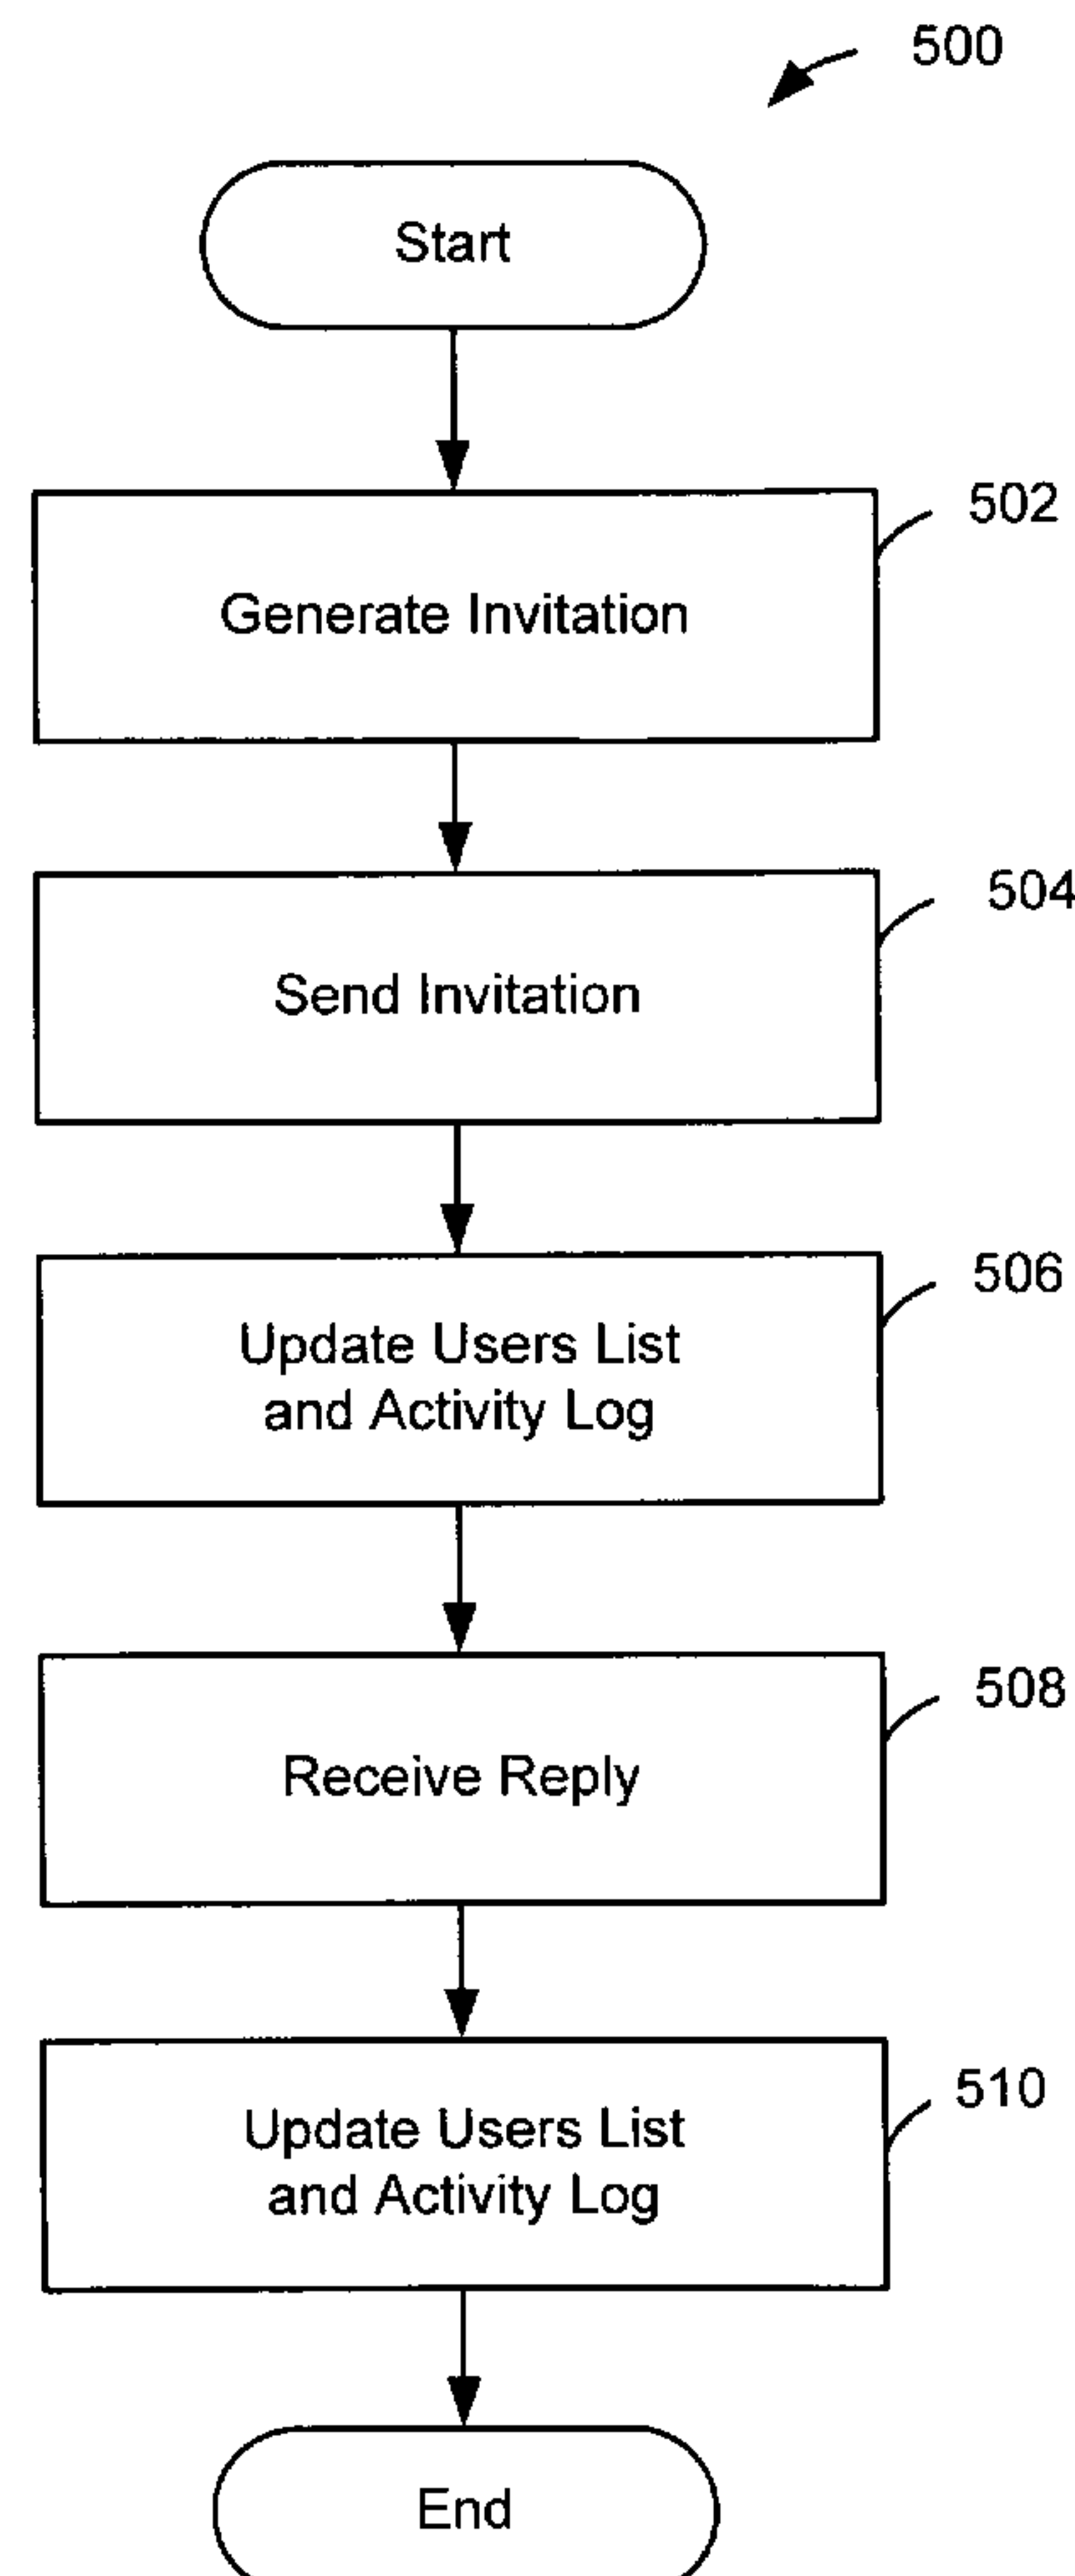 500
Start
502
Generate Invitation
504
Send Invitation
506
Update Users List
and Activity Log
508
Receive Reply
510
Update Users List
and Activity Log
End